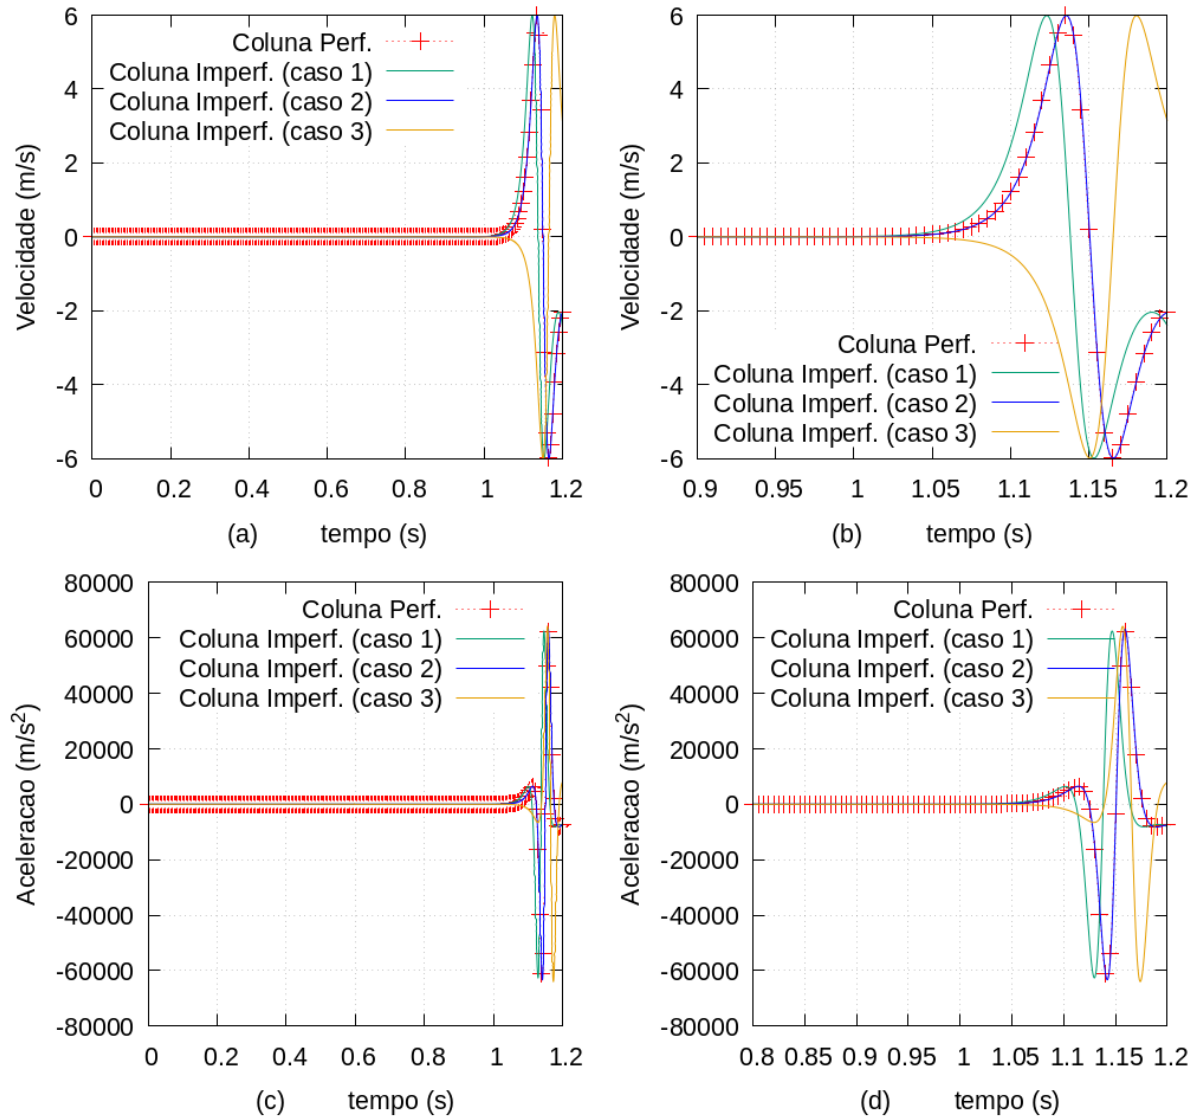 6
4
2
0
-2
-4
-6
Velocidade (m/s)
Coluna Perf.
Coluna Imperf. (caso 1)
Coluna Imperf. (caso 2)
Coluna Imperf. (caso 3)
0 0.2 0.4 0.6 0.8 1 1.2
(a) tempo (s)
6
4
2
0
-2
-4
-6
Velocidade (m/s)
Coluna Perf.
Coluna Imperf. (caso 1)
Coluna Imperf. (caso 2)
Coluna Imperf. (caso 3)
0.9 0.95 1 1.05 1.1 1.15 1.2
(b) tempo (s)
80000
60000
40000
20000
0
-20000
-40000
-60000
-80000
Aceleracao (m/s²)
Coluna Perf.
Coluna Imperf. (caso 1)
Coluna Imperf. (caso 2)
Coluna Imperf. (caso 3)
0 0.2 0.4 0.6 0.8 1 1.2
(c) tempo (s)
80000
60000
40000
20000
0
-20000
-40000
-60000
-80000
Aceleracao (m/s²)
Coluna Perf.
Coluna Imperf. (caso 1)
Coluna Imperf. (caso 2)
Coluna Imperf. (caso 3)
0.8 0.85 0.9 0.95 1 1.05 1.1 1.15 1.2
(d) tempo (s)